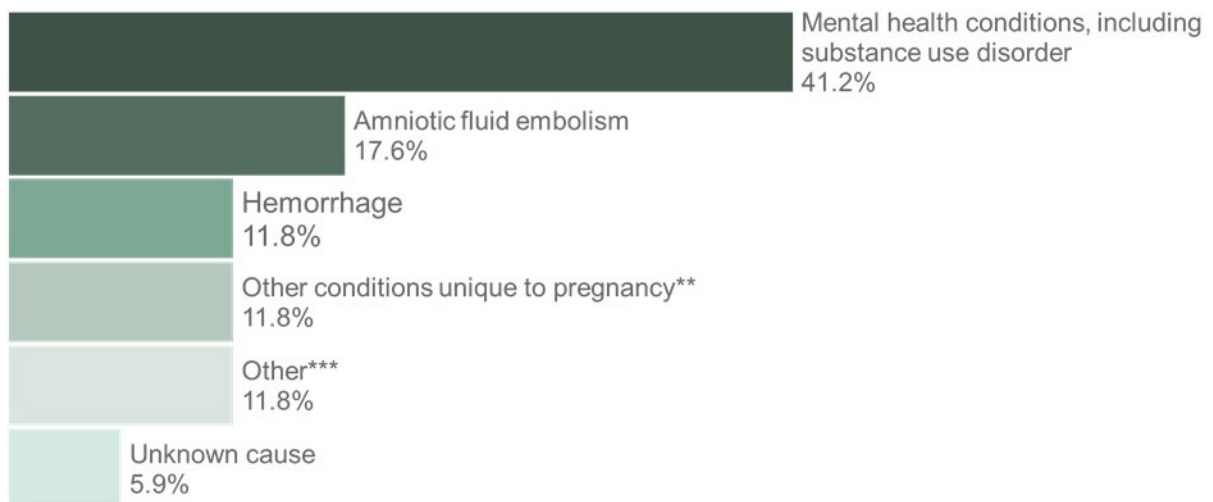 Mental health conditions, including
substance use disorder
41.2%
Amniotic fluid embolism
17.6%
Hemorrhage
11.8%
Other conditions unique to pregnancy**
11.8%
Other***
11.8%
Unknown cause
5.9%